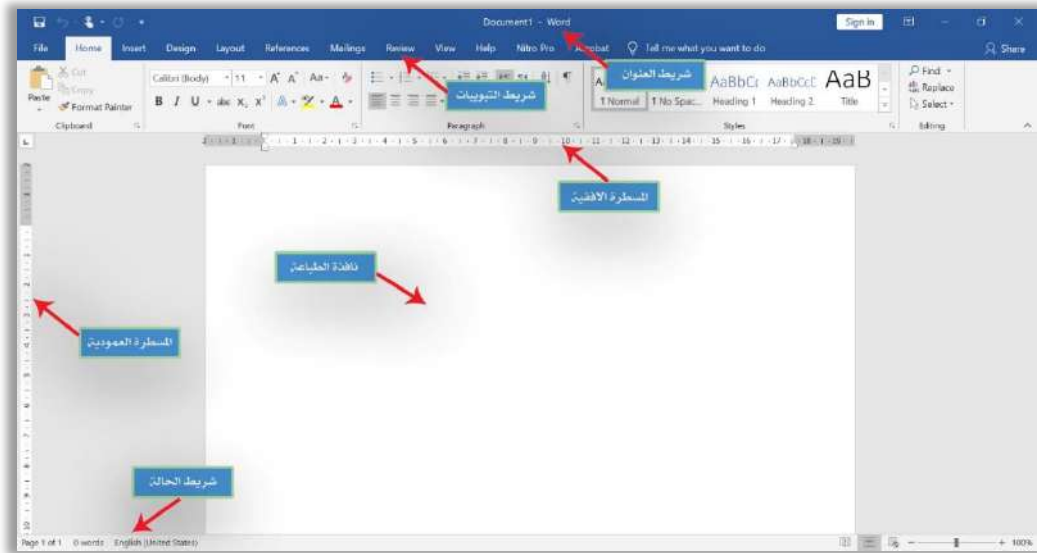 Document1 - Word
Sign in
File Home Insert Design Layout References Mailings Review View Help Nitro Pro Acrobat Tell me what you want to do Share
Paste
Cut
Copy
Format Painter
Clipboard
Calibri (Body) 11
Font
Paragraph
شريط التبويبات
شريط العنوان
1 Normal 1 No Spac... Heading 1 Heading 2 Title
AaBbCc AaBbCcC AaB
Styles
Find
Replace
Select
Editing
المسطرة الافقية
نافذة الطباعة
المسطرة العمودية
شريط الحالة
Page 1 of 1 0 words English (United States)
100%